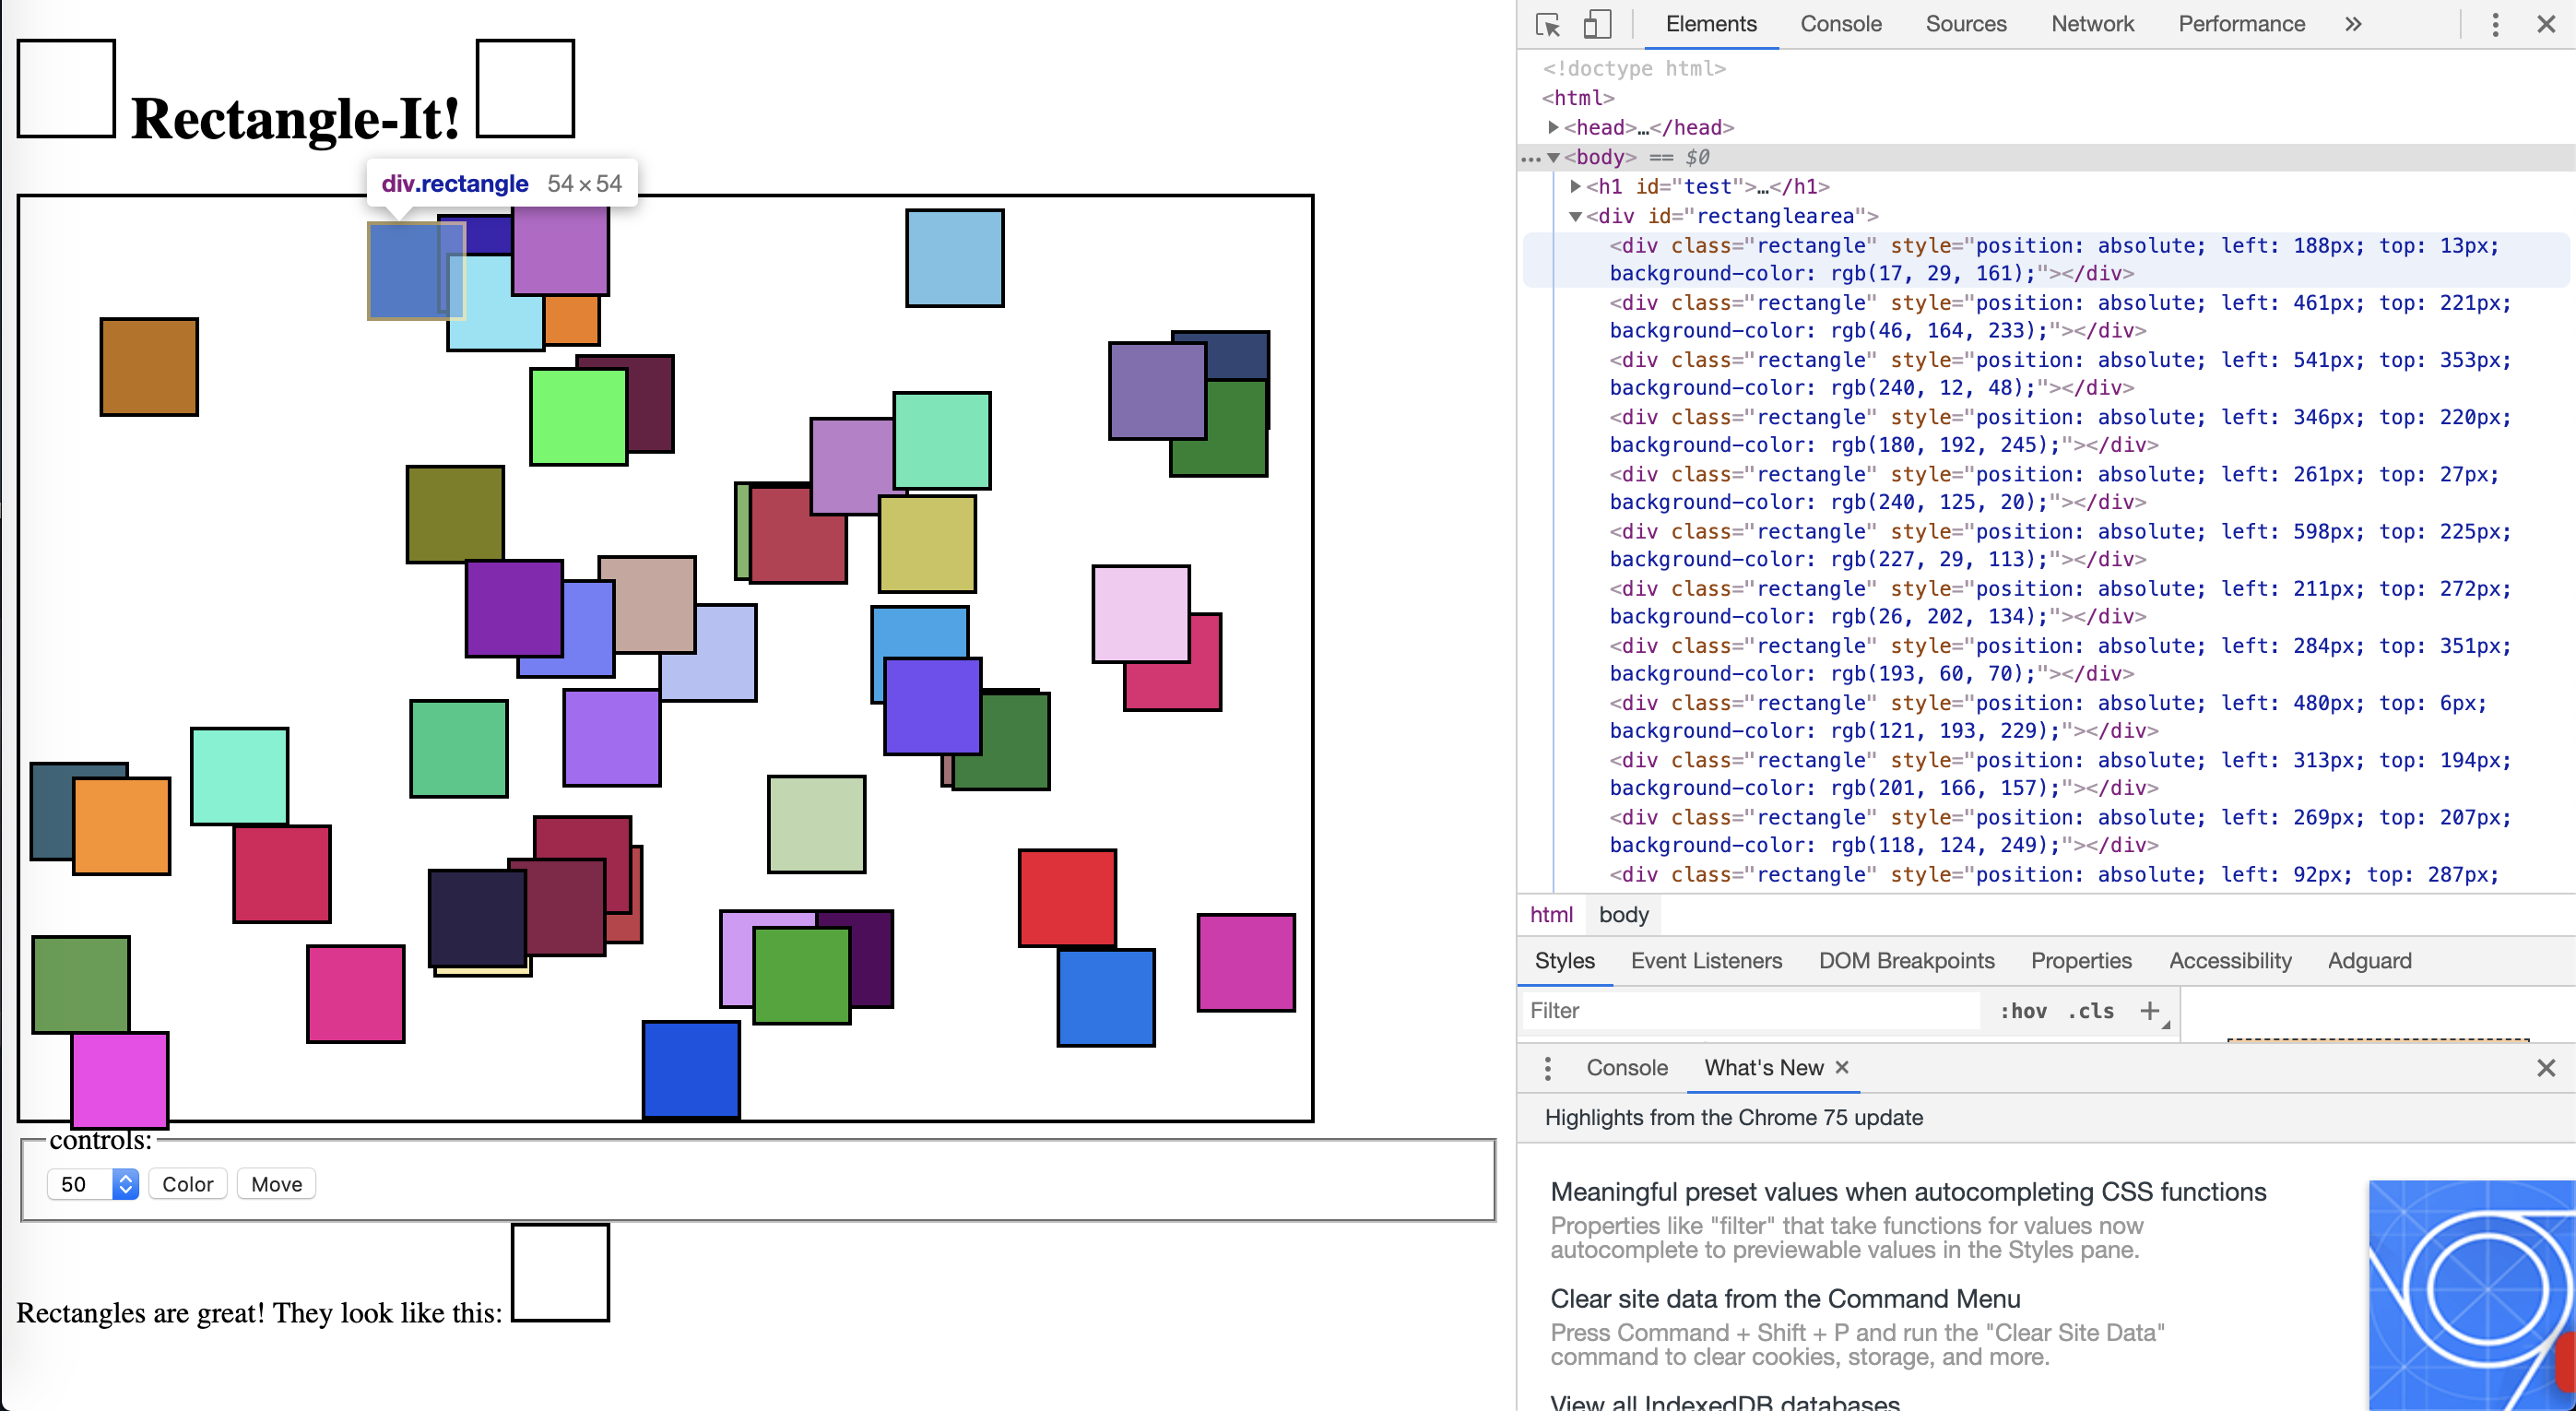 Rectangle-It!
div.rectangle 54 × 54
controls:
50 Color Move
Rectangles are great! They look like this:
Elements Console Sources Network Performance »
<!doctype html>
<html>
<head>…</head>
… <body> == $0
<h1 id="test">…</h1>
<div id="rectanglearea">
<div class="rectangle" style="position: absolute; left: 188px; top: 13px;
background-color: rgb(17, 29, 161);"></div>
<div class="rectangle" style="position: absolute; left: 461px; top: 221px;
background-color: rgb(46, 164, 233);"></div>
<div class="rectangle" style="position: absolute; left: 541px; top: 353px;
background-color: rgb(240, 12, 48);"></div>
<div class="rectangle" style="position: absolute; left: 346px; top: 220px;
background-color: rgb(180, 192, 245);"></div>
<div class="rectangle" style="position: absolute; left: 261px; top: 27px;
background-color: rgb(240, 125, 20);"></div>
<div class="rectangle" style="position: absolute; left: 598px; top: 225px;
background-color: rgb(227, 29, 113);"></div>
<div class="rectangle" style="position: absolute; left: 211px; top: 272px;
background-color: rgb(26, 202, 134);"></div>
<div class="rectangle" style="position: absolute; left: 284px; top: 351px;
background-color: rgb(193, 60, 70);"></div>
<div class="rectangle" style="position: absolute; left: 480px; top: 6px;
background-color: rgb(121, 193, 229);"></div>
<div class="rectangle" style="position: absolute; left: 313px; top: 194px;
background-color: rgb(201, 166, 157);"></div>
<div class="rectangle" style="position: absolute; left: 269px; top: 207px;
background-color: rgb(118, 124, 249);"></div>
<div class="rectangle" style="position: absolute; left: 92px; top: 287px;
html body
Styles Event Listeners DOM Breakpoints Properties Accessibility Adguard
Filter :hov .cls +
Console What's New ×
Highlights from the Chrome 75 update
Meaningful preset values when autocompleting CSS functions
Properties like "filter" that take functions for values now
autocomplete to previewable values in the Styles pane.
Clear site data from the Command Menu
Press Command + Shift + P and run the "Clear Site Data"
command to clear cookies, storage, and more.
View all IndexedDB databases